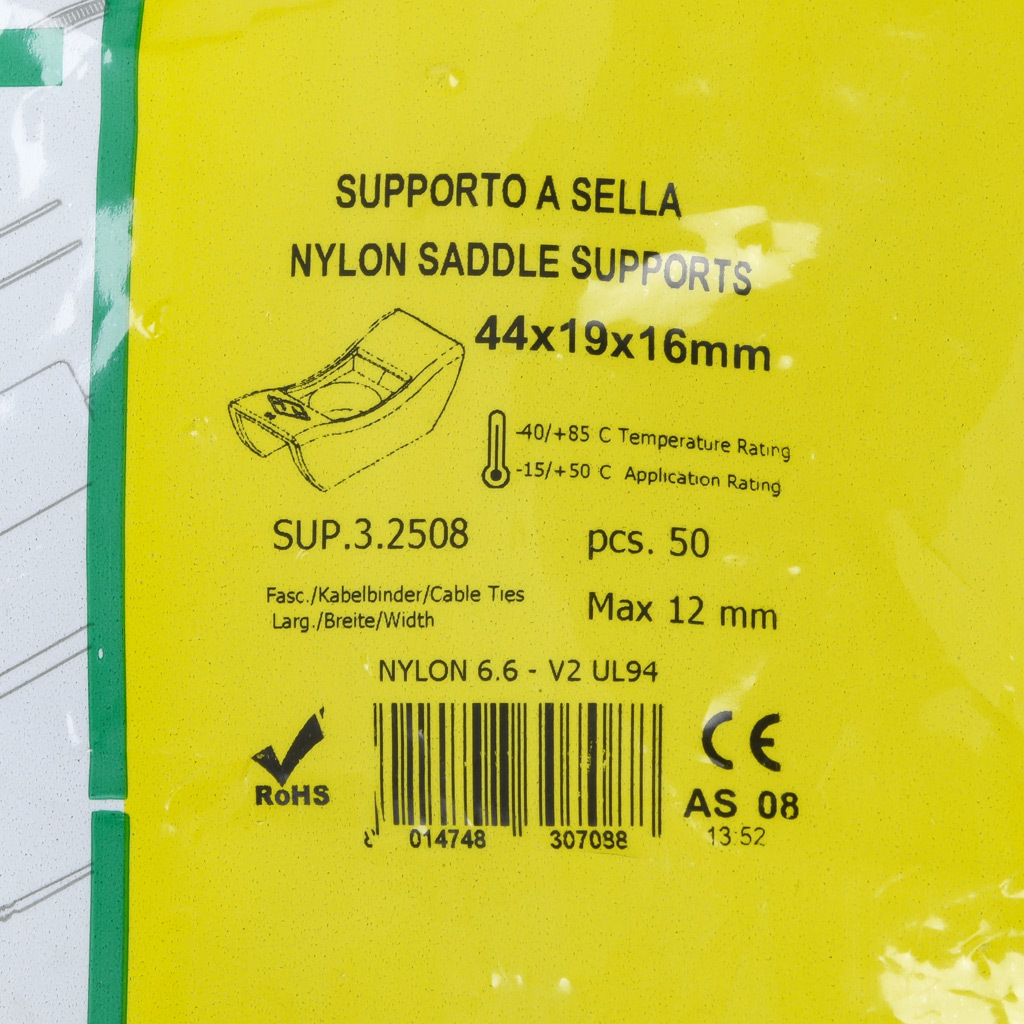 SUPPORTO A SELLA
NYLON SADDLE SUPPORTS
44x19x16mm
-40/+85 C Temperature Rating
-15/+50 C Application Rating
SUP.3.2508
pcs. 50
Fasc./Kabelbinder/Cable Ties
Larg./Breite/Width
Max 12 mm
NYLON 6.6 - V2 UL94
RoHS
CE
AS 08
13:52
014748 307088